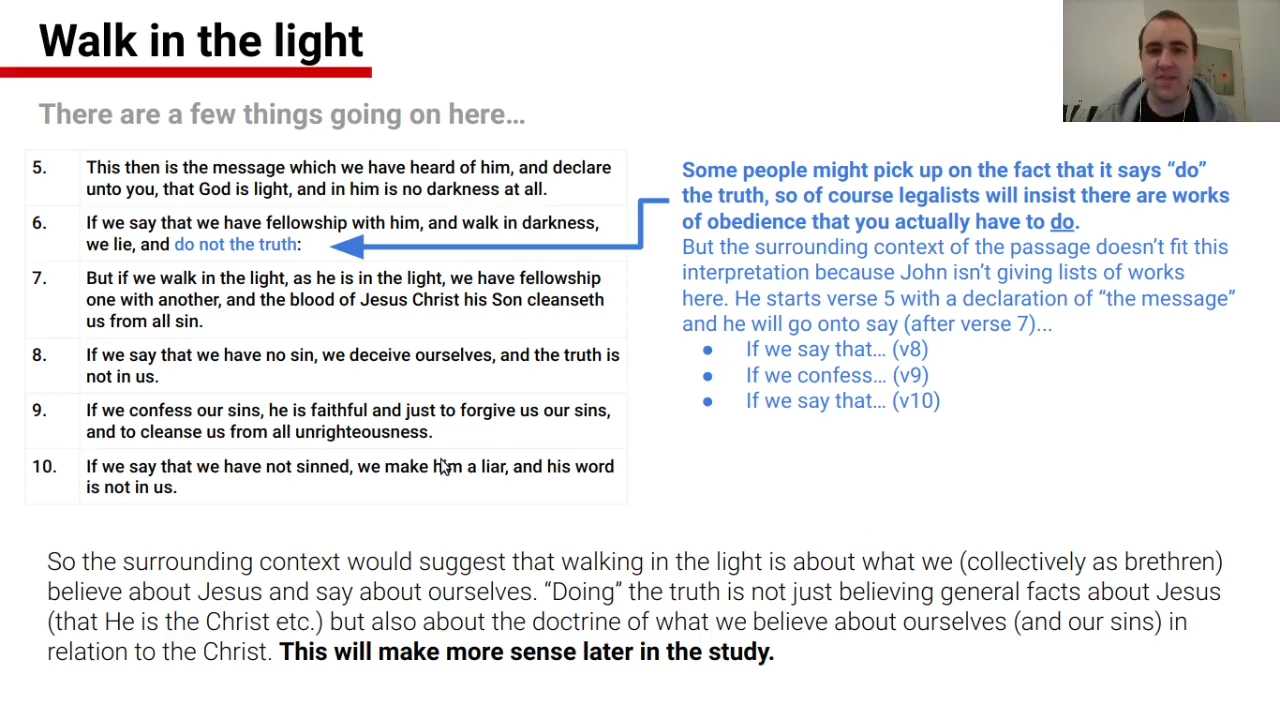 Walk in the light
There are a few things going on here...
5. This then is the message which we have heard of him, and declare
unto you, that God is light, and in him is no darkness at all.
6. If we say that we have fellowship with him, and walk in darkness,
we lie, and do not the truth:
7. But if we walk in the light, as he is in the light, we have fellowship
one with another, and the blood of Jesus Christ his Son cleanseth
us from all sin.
8. If we say that we have no sin, we deceive ourselves, and the truth is
not in us.
9. If we confess our sins, he is faithful and just to forgive us our sins,
and to cleanse us from all unrighteousness.
10. If we say that we have not sinned, we make him a liar, and his word
is not in us.
Some people might pick up on the fact that it says “do”
the truth, so of course legalists will insist there are works
of obedience that you actually have to do.
But the surrounding context of the passage doesn’t fit this
interpretation because John isn’t giving lists of works
here. He starts verse 5 with a declaration of “the message”
and he will go onto say (after verse 7)...
● If we say that... (v8)
● If we confess... (v9)
● If we say that... (v10)
So the surrounding context would suggest that walking in the light is about what we (collectively as brethren)
believe about Jesus and say about ourselves. “Doing” the truth is not just believing general facts about Jesus
(that He is the Christ etc.) but also about the doctrine of what we believe about ourselves (and our sins) in
relation to the Christ. This will make more sense later in the study.